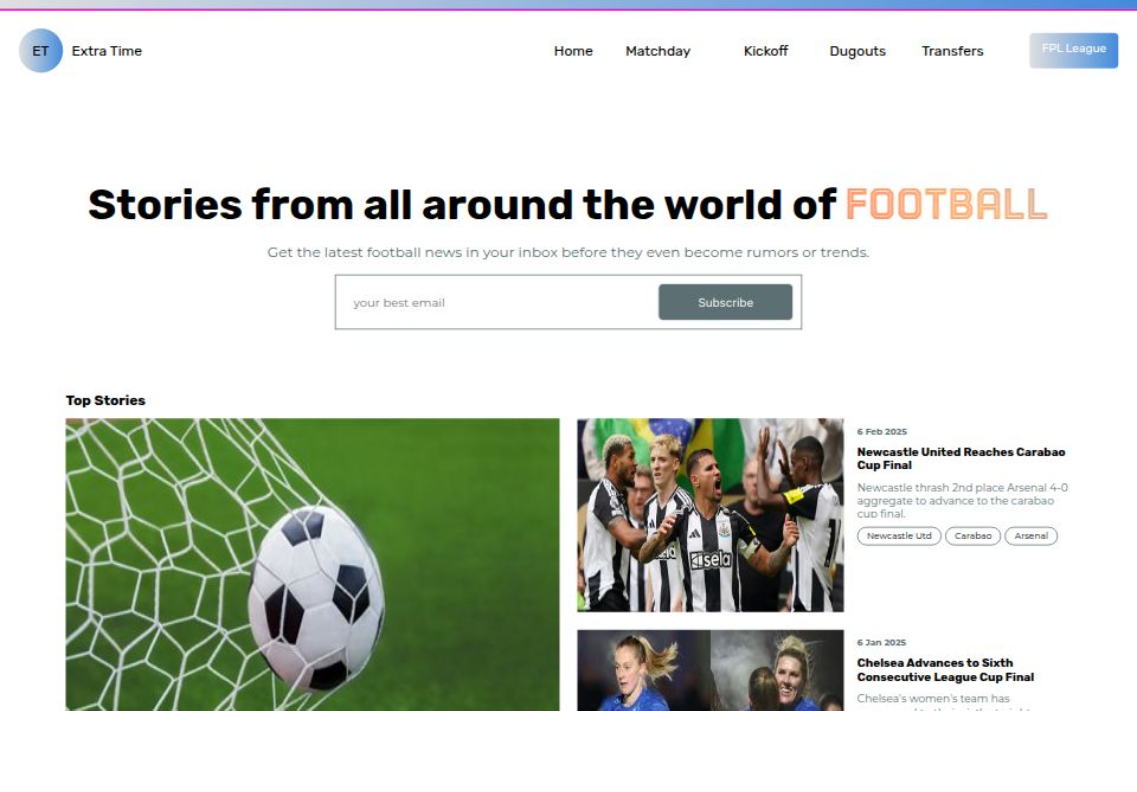 ET Extra Time Home Matchday Kickoff Dugouts Transfers FPL League
Stories from all around the world of FOOTBALL
Get the latest football news in your inbox before they even become rumors or trends.
your best email Subscribe
Top Stories
6 Feb 2025
Newcastle United Reaches Carabao
Cup Final
Newcastle thrash 2nd place Arsenal 4-0
aggregate to advance to the carabao
cup final.
Newcastle Utd Carabao Arsenal
sela
6 Jan 2025
Chelsea Advances to Sixth
Consecutive League Cup Final
Chelsea's women's team has